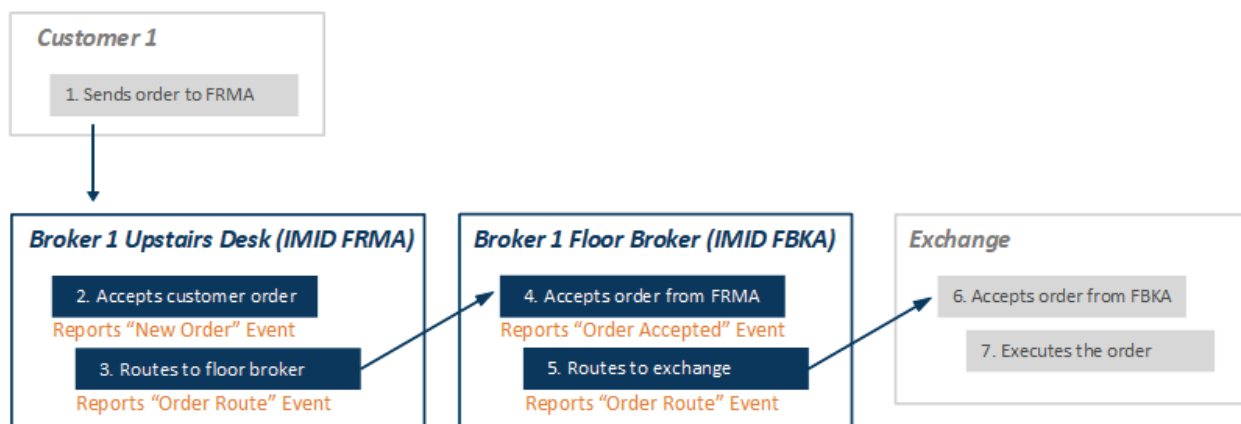 Customer 1
1. Sends order to FRMA
Broker 1 Upstairs Desk (IMID FRMA)
2. Accepts customer order
Reports “New Order” Event
3. Routes to floor broker
Reports “Order Route” Event
Broker 1 Floor Broker (IMID FBKA)
4. Accepts order from FRMA
Reports “Order Accepted” Event
5. Routes to exchange
Reports “Order Route” Event
Exchange
6. Accepts order from FBKA
7. Executes the order